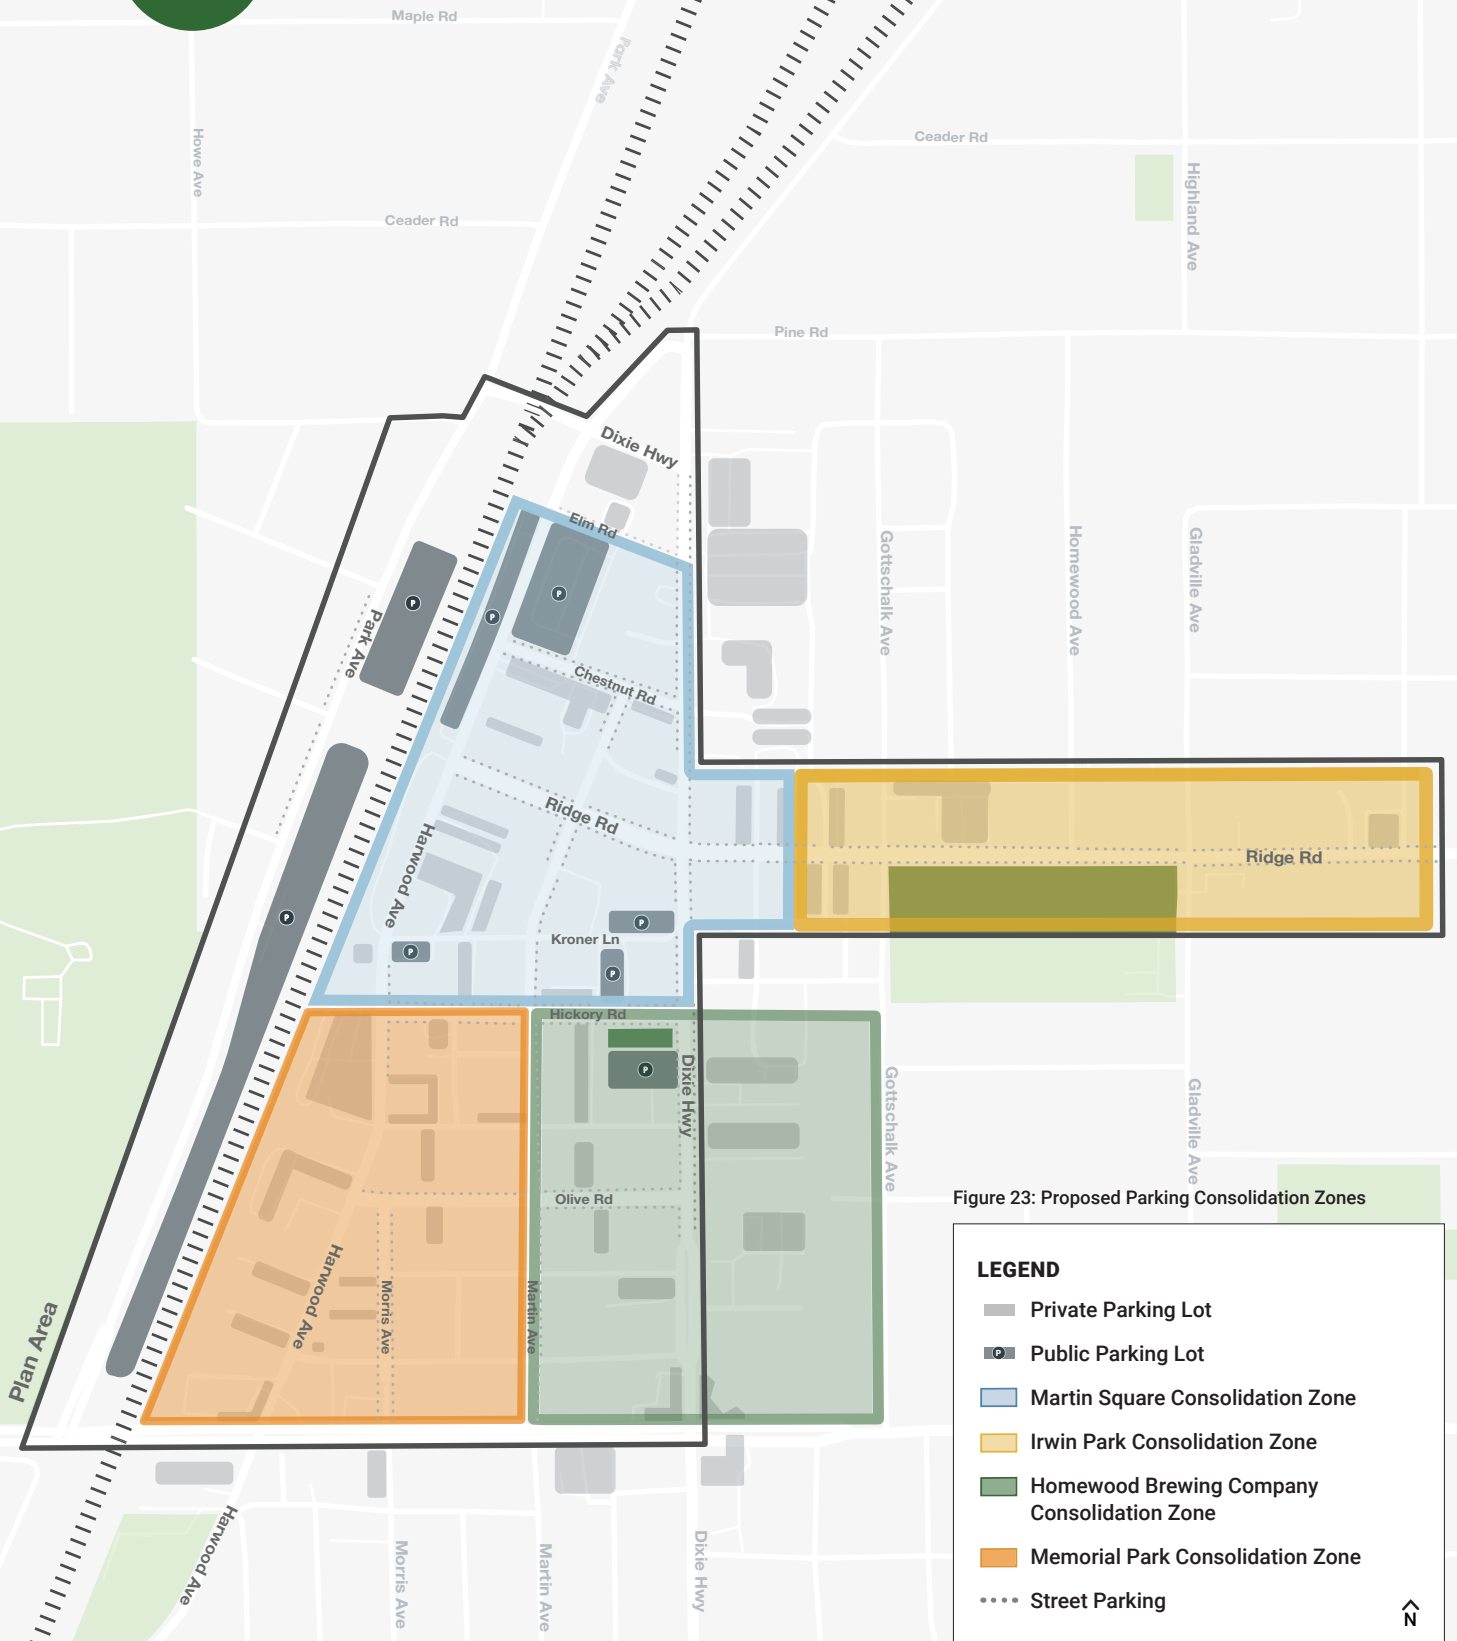 Maple Rd
Park Ave
Howe Ave
Ceader Rd
Highland Ave
Ceader Rd
Pine Rd
Dixie Hwy
Elm Rd
P
P
P
Park Ave
Chestnut Rd
Gottschalk Ave
Homewood Ave
Gladville Ave
Ridge Rd
Harwood Ave
Ridge Rd
P
P
Kroner Ln
P
P
Hickory Rd
P
Dixie Hwy
Gottschalk Ave
Gladville Ave
Olive Rd
Harwood Ave
Morris Ave
Martin Ave
Plan Area
Harwood Ave
Morris Ave
Martin Ave
Dixie Hwy
Figure 23: Proposed Parking Consolidation Zones
LEGEND
Private Parking Lot
P
Public Parking Lot
Martin Square Consolidation Zone
Irwin Park Consolidation Zone
Homewood Brewing Company
Consolidation Zone
Memorial Park Consolidation Zone
Street Parking
N